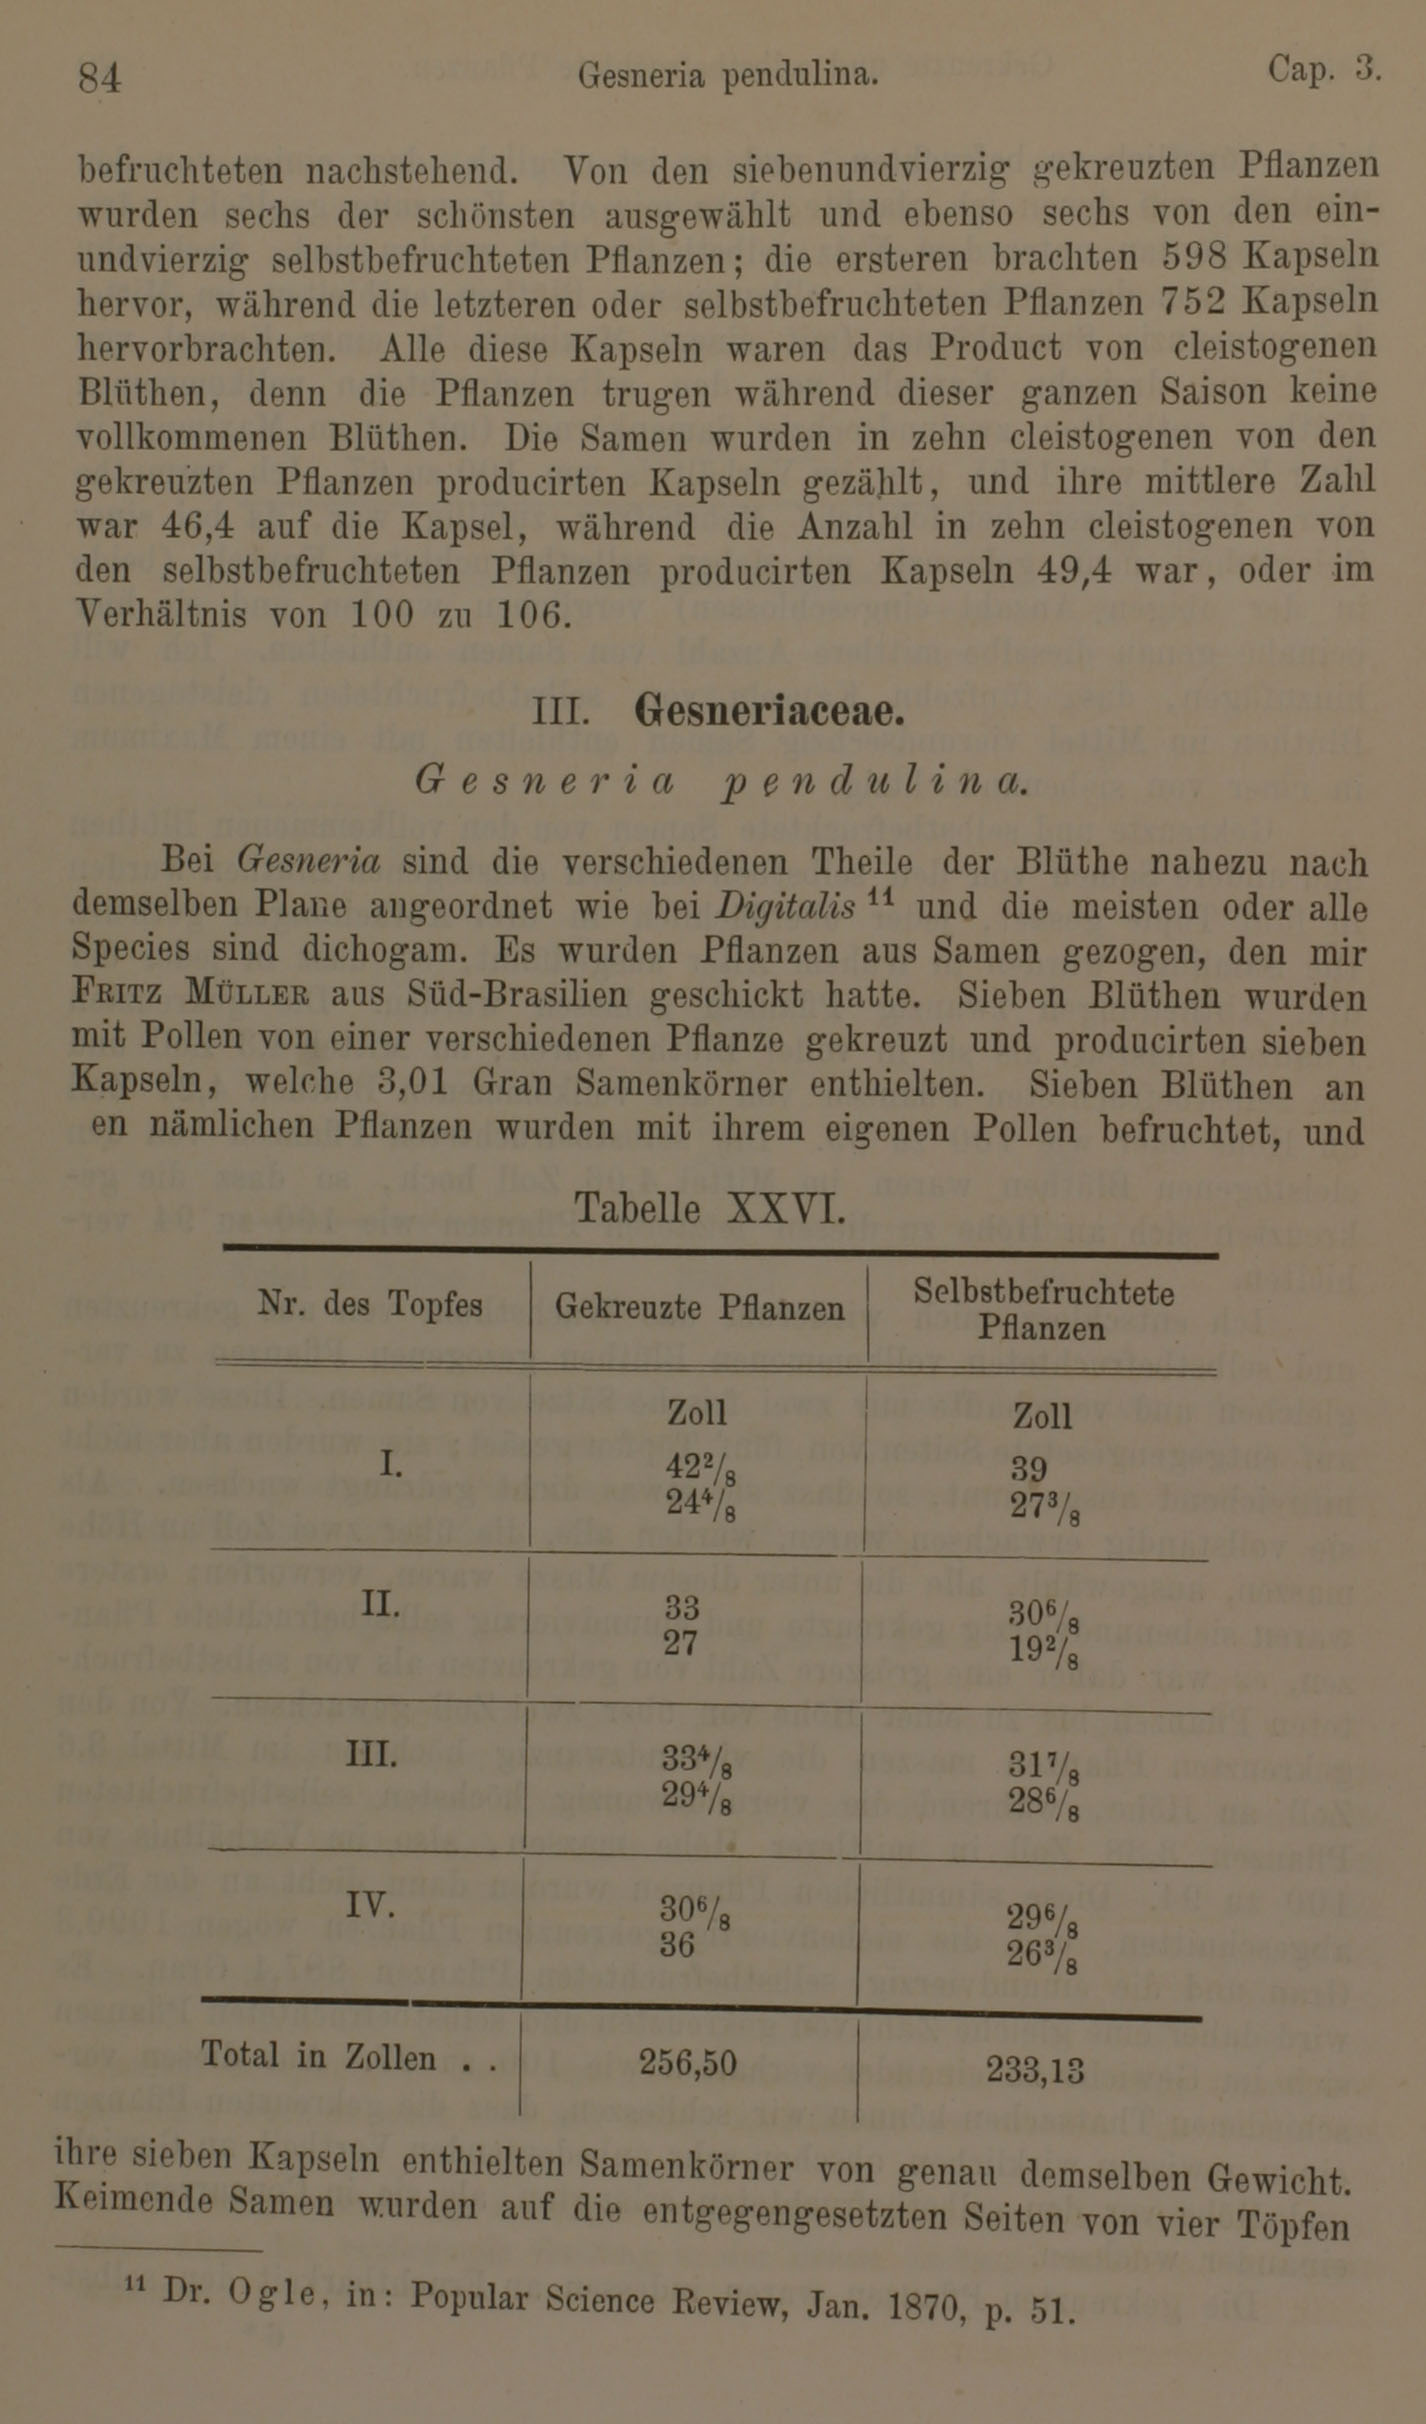 84 Gesneria pendulina. Cap. 3.
befruchteten nachstehend. Von den siebenundvierzig gekreuzten Pflanzen
wurden sechs der schönsten ausgewählt und ebenso sechs von den ein-
undvierzig selbstbefruchteten Pflanzen; die ersteren brachten 598 Kapseln
hervor, während die letzteren oder selbstbefruchteten Pflanzen 752 Kapseln
hervorbrachten. Alle diese Kapseln waren das Product von cleistogenen
Blüthen, denn die Pflanzen trugen während dieser ganzen Saison keine
vollkommenen Blüthen. Die Samen wurden in zehn cleistogenen von den
gekreuzten Pflanzen producirten Kapseln gezählt, und ihre mittlere Zahl
war 46,4 auf die Kapsel, während die Anzahl in zehn cleistogenen von
den selbstbefruchteten Pflanzen producirten Kapseln 49,4 war, oder im
Verhältnis von 100 zu 106.
III. Gesneriaceae.
Gesneria pendulina.
Bei Gesneria sind die verschiedenen Theile der Blüthe nahezu nach
demselben Plane angeordnet wie bei Digitalis ¹¹ und die meisten oder alle
Species sind dichogam. Es wurden Pflanzen aus Samen gezogen, den mir
FRITZ MÜLLER aus Süd-Brasilien geschickt hatte. Sieben Blüthen wurden
mit Pollen von einer verschiedenen Pflanze gekreuzt und producirten sieben
Kapseln, welche 3,01 Gran Samenkörner enthielten. Sieben Blüthen an
en nämlichen Pflanzen wurden mit ihrem eigenen Pollen befruchtet, und
Tabelle XXVI.
Nr. des Topfes Gekreuzte Pflanzen Selbstbefruchtete
Pflanzen
Zoll Zoll
I. 42²/₈ 39
24⁴/₈ 27³/₈
II. 33 30⁶/₈
27 19²/₈
III. 33⁴/₈ 31⁷/₈
29⁴/₈ 28⁶/₈
IV. 30⁶/₈ 29⁶/₈
36 26³/₈
Total in Zollen . . 256,50 233,13
ihre sieben Kapseln enthielten Samenkörner von genau demselben Gewicht.
Keimende Samen wurden auf die entgegengesetzten Seiten von vier Töpfen
¹¹ Dr. Ogle, in: Popular Science Review, Jan. 1870, p. 51.